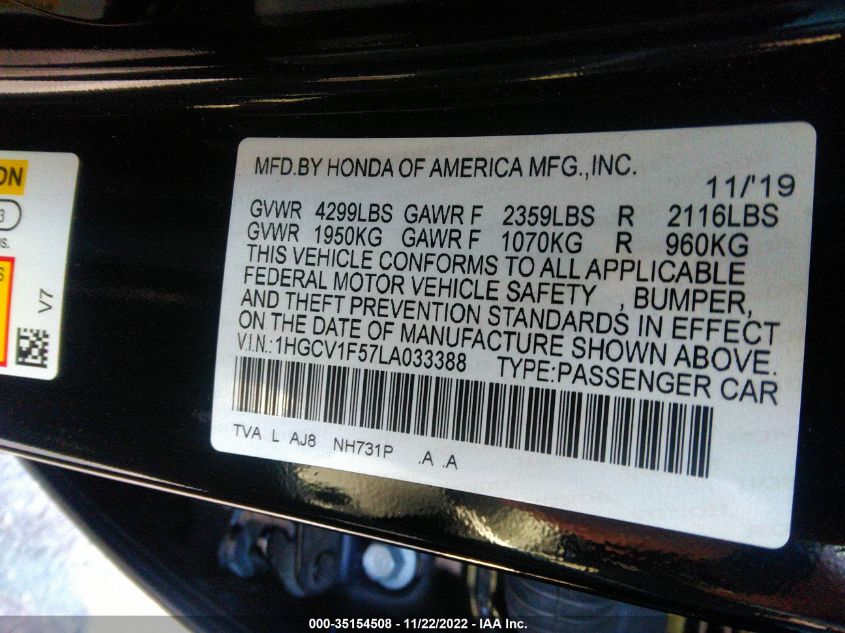 ON
3
US.
S
V7
MFD.BY HONDA OF AMERICA MFG.,INC.
11/'19
GVWR 4299LBS GAWR F 2359LBS R 2116LBS
GVWR 1950KG GAWR F 1070KG R 960KG
THIS VEHICLE CONFORMS TO ALL APPLICABLE
FEDERAL MOTOR VEHICLE SAFETY , BUMPER,
AND THEFT PREVENTION STANDARDS IN EFFECT
ON THE DATE OF MANUFACTURE SHOWN ABOVE.
V.I.N.:1HGCV1F57LA033388 TYPE:PASSENGER CAR
TVA L AJ8 NH731P .A .A
000-35154508 - 11/22/2022 - IAA Inc.